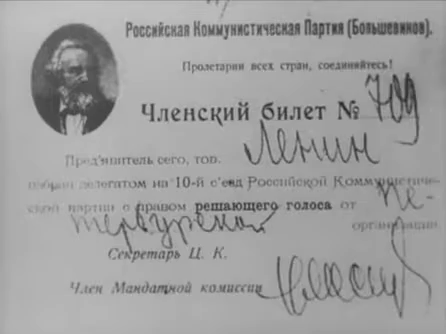 Российская Коммунистическая Партия (Большевиков).
Пролетарии всех стран, соединяйтесь!
Членский билет № 709
Пред'явитель сего, тов. Ленин
избран делегатом на 10-й с'езд Российской Коммунистиче-
ской партии с правом решающего голоса от Пе-
тербургской организации
Секретарь Ц. К.
Член Мандатной комиссии